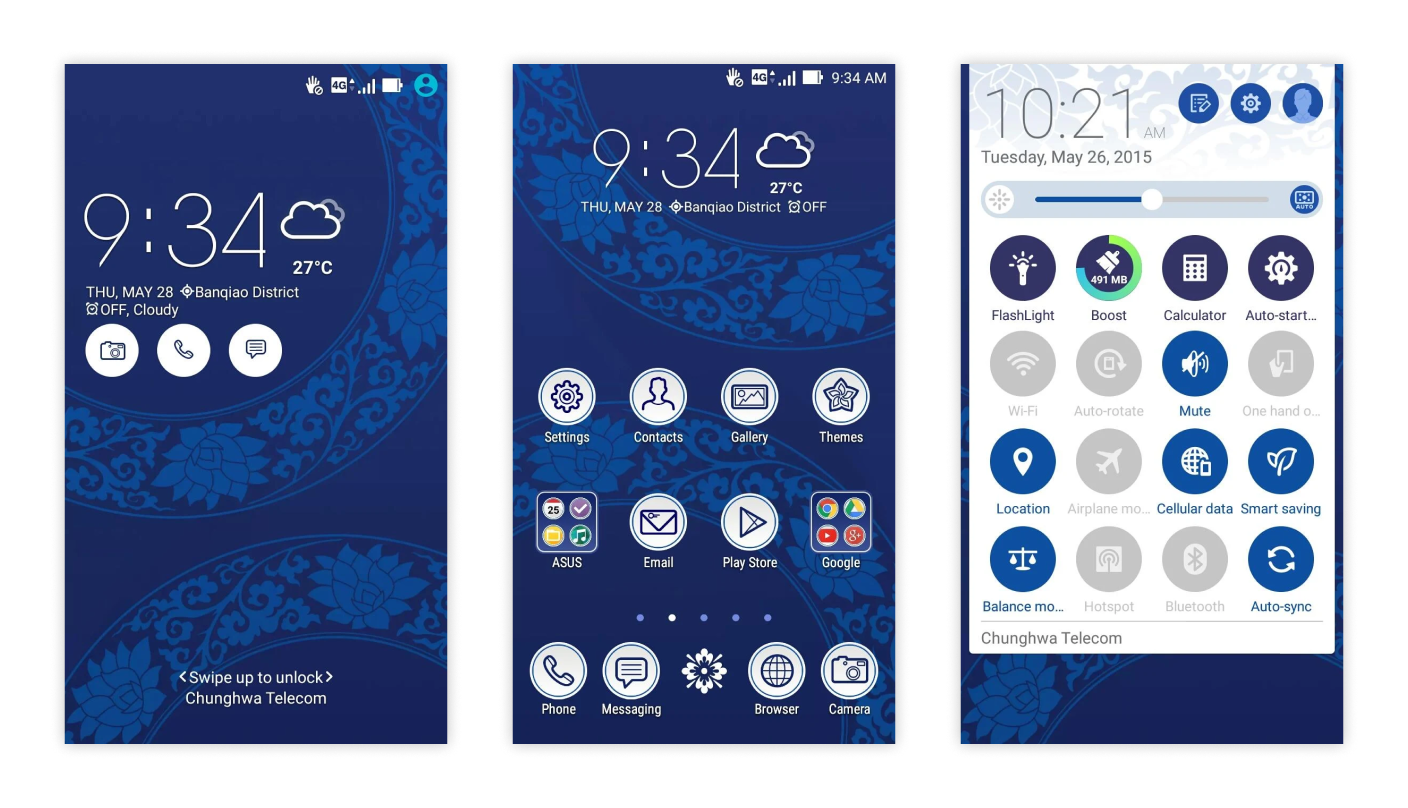 4G
9:34
27°C
THU, MAY 28 Banqiao District
OFF, Cloudy
<Swipe up to unlock>
Chunghwa Telecom
4G 9:34 AM
9:34
27°C
THU, MAY 28 Banqiao District OFF
Settings Contacts Gallery Themes
25
ASUS Email Play Store Google
Phone Messaging Browser Camera
10:21 AM
Tuesday, May 26, 2015
AUTO
491 MB
FlashLight Boost Calculator Auto-start...
Wi-Fi Auto-rotate Mute One hand o...
Location Airplane mo... Cellular data Smart saving
Balance mo... Hotspot Bluetooth Auto-sync
Chunghwa Telecom